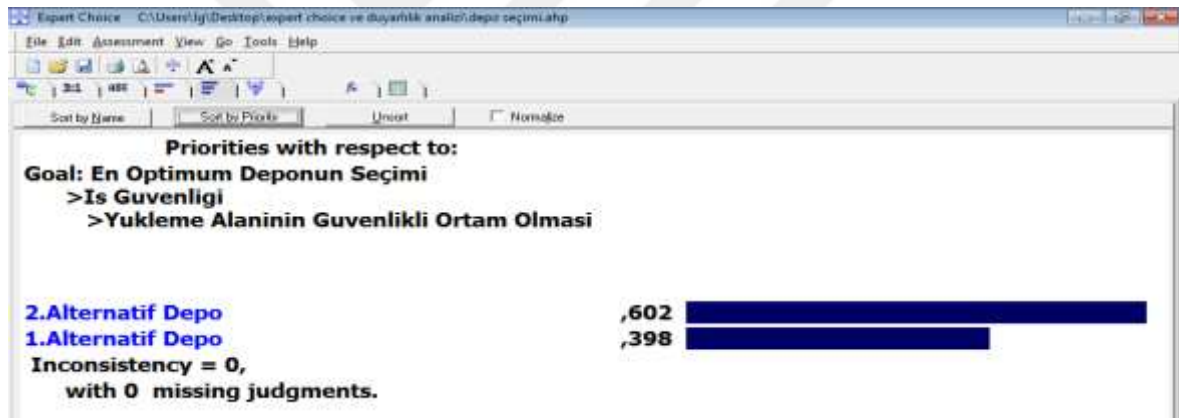 Expert Choice C:\Users\lg\Desktop\expert choice ve duyarlılık analizi\depo seçimi.ahp
File Edit Assessment View Go Tools Help
3:1 ABC
Sort by Name Sort by Priority Unsort Normalize
Priorities with respect to:
Goal: En Optimum Deponun Seçimi
>Is Guvenligi
>Yukleme Alaninin Guvenlikli Ortam Olmasi
2.Alternatif Depo ,602
1.Alternatif Depo ,398
Inconsistency = 0,
with 0 missing judgments.